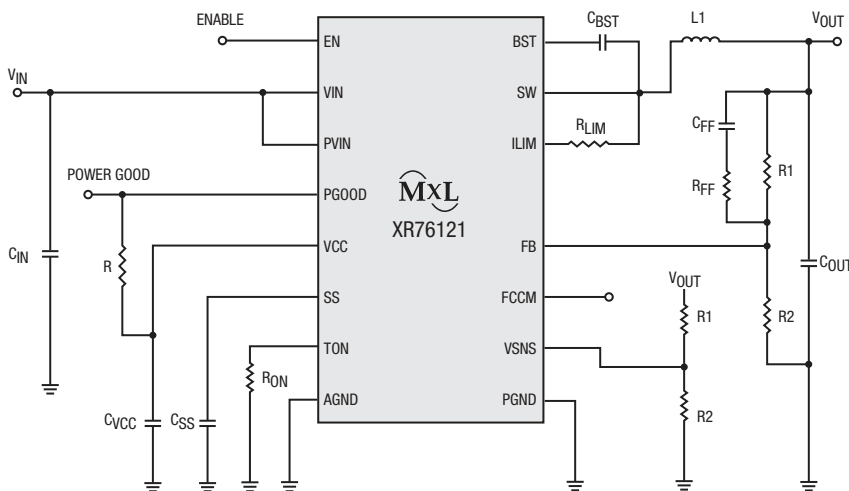 ENABLE
CBST
L1
VOUT
EN
BST
VIN
VIN
SW
RLIM
PVIN
ILIM
CFF
R1
POWER GOOD
PGOOD
MxL
RFF
XR76121
CIN
R
VCC
FB
COUT
VOUT
SS
FCCM
R1
R2
TON
RON
VSNS
AGND
PGND
R2
CVCC
CSS